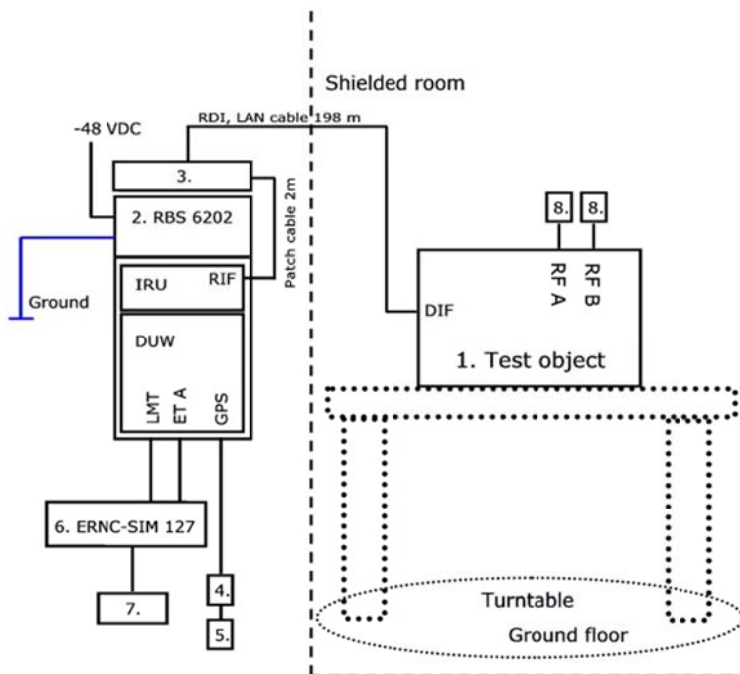 Shielded room
RDI, LAN cable 198 m
-48 VDC
3.
Patch cable 2m
2. RBS 6202
8. 8.
IRU RIF
RF A
RF B
Ground
DIF
DUW
1. Test object
LMT
ET A
GPS
6. ERNC-SIM 127
4.
7.
5.
Turntable
Ground floor